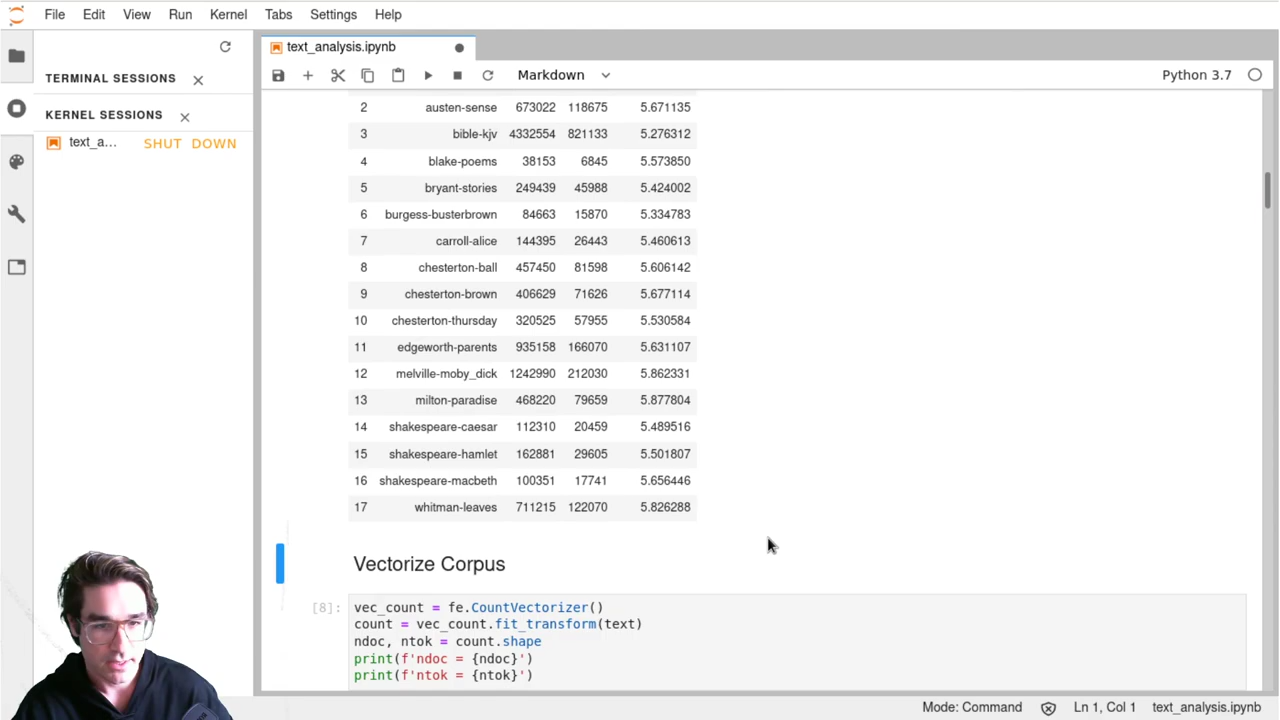 File Edit View Run Kernel Tabs Settings Help
text_analysis.ipynb
TERMINAL SESSIONS
KERNEL SESSIONS
text_a... SHUT DOWN
Markdown Python 3.7
2 austen-sense 673022 118675 5.671135
3 bible-kjv 4332554 821133 5.276312
4 blake-poems 38153 6845 5.573850
5 bryant-stories 249439 45988 5.424002
6 burgess-busterbrown 84663 15870 5.334783
7 carroll-alice 144395 26443 5.460613
8 chesterton-ball 457450 81598 5.606142
9 chesterton-brown 406629 71626 5.677114
10 chesterton-thursday 320525 57955 5.530584
11 edgeworth-parents 935158 166070 5.631107
12 melville-moby_dick 1242990 212030 5.862331
13 milton-paradise 468220 79659 5.877804
14 shakespeare-caesar 112310 20459 5.489516
15 shakespeare-hamlet 162881 29605 5.501807
16 shakespeare-macbeth 100351 17741 5.656446
17 whitman-leaves 711215 122070 5.826288
Vectorize Corpus
[8]: vec_count = fe.CountVectorizer()
count = vec_count.fit_transform(text)
ndoc, ntok = count.shape
print(f'ndoc = {ndoc}')
print(f'ntok = {ntok}')
Mode: Command Ln 1, Col 1 text_analysis.ipynb